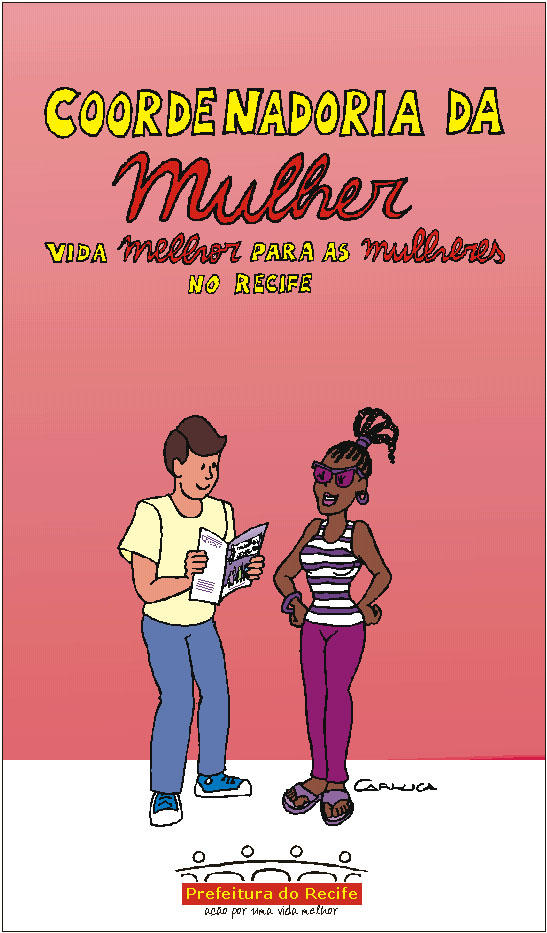 COORDENADORIA DA
Mulher
VIDA melhor PARA AS mulheres
NO RECIFE
CARLUCA
Prefeitura do Recife
ação por uma vida melhor